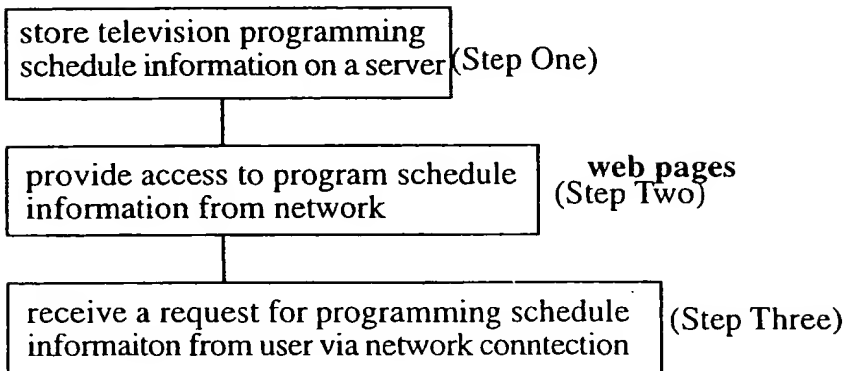 store television programming
schedule information on a server (Step One)
web pages
provide access to program schedule
information from network
(Step Two)
receive a request for programming schedule
informaiton from user via network conntection
(Step Three)